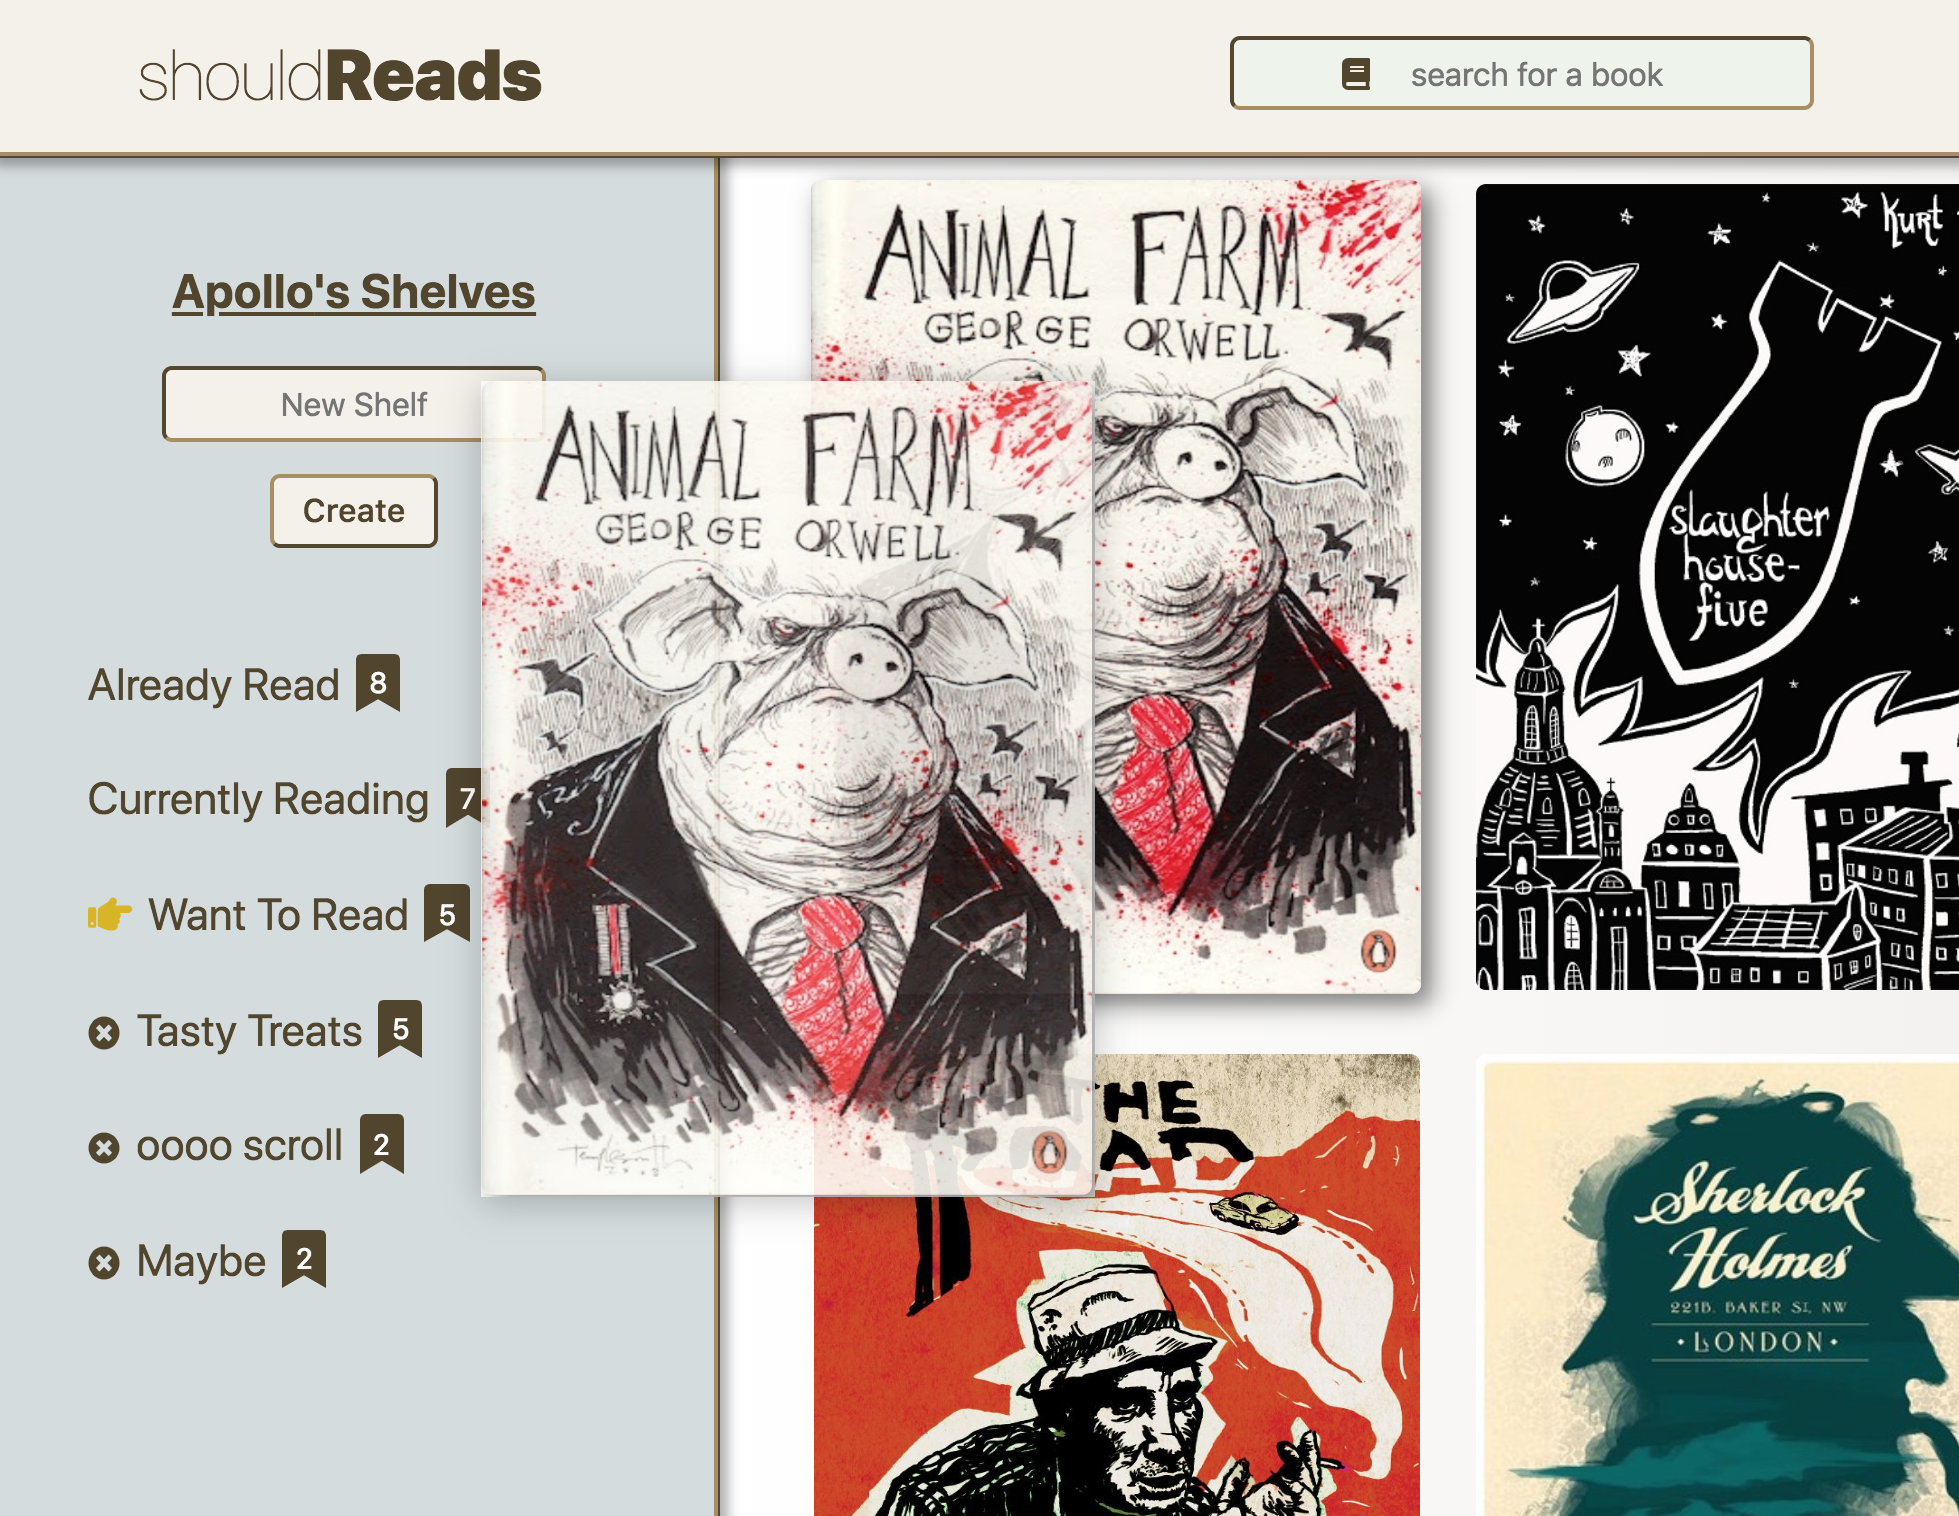 shouldReads
search for a book
Apollo's Shelves
New Shelf
Create
Already Read 8
Currently Reading 7
Want To Read 5
Tasty Treats 5
oooo scroll 2
Maybe 2
ANIMAL FARM
GEORGE ORWELL
ANIMAL FARM
GEORGE ORWELL
Kurt
slaughter
house-
five
HE
AD
Sherlock
Holmes
221B. BAKER St, NW
LONDON